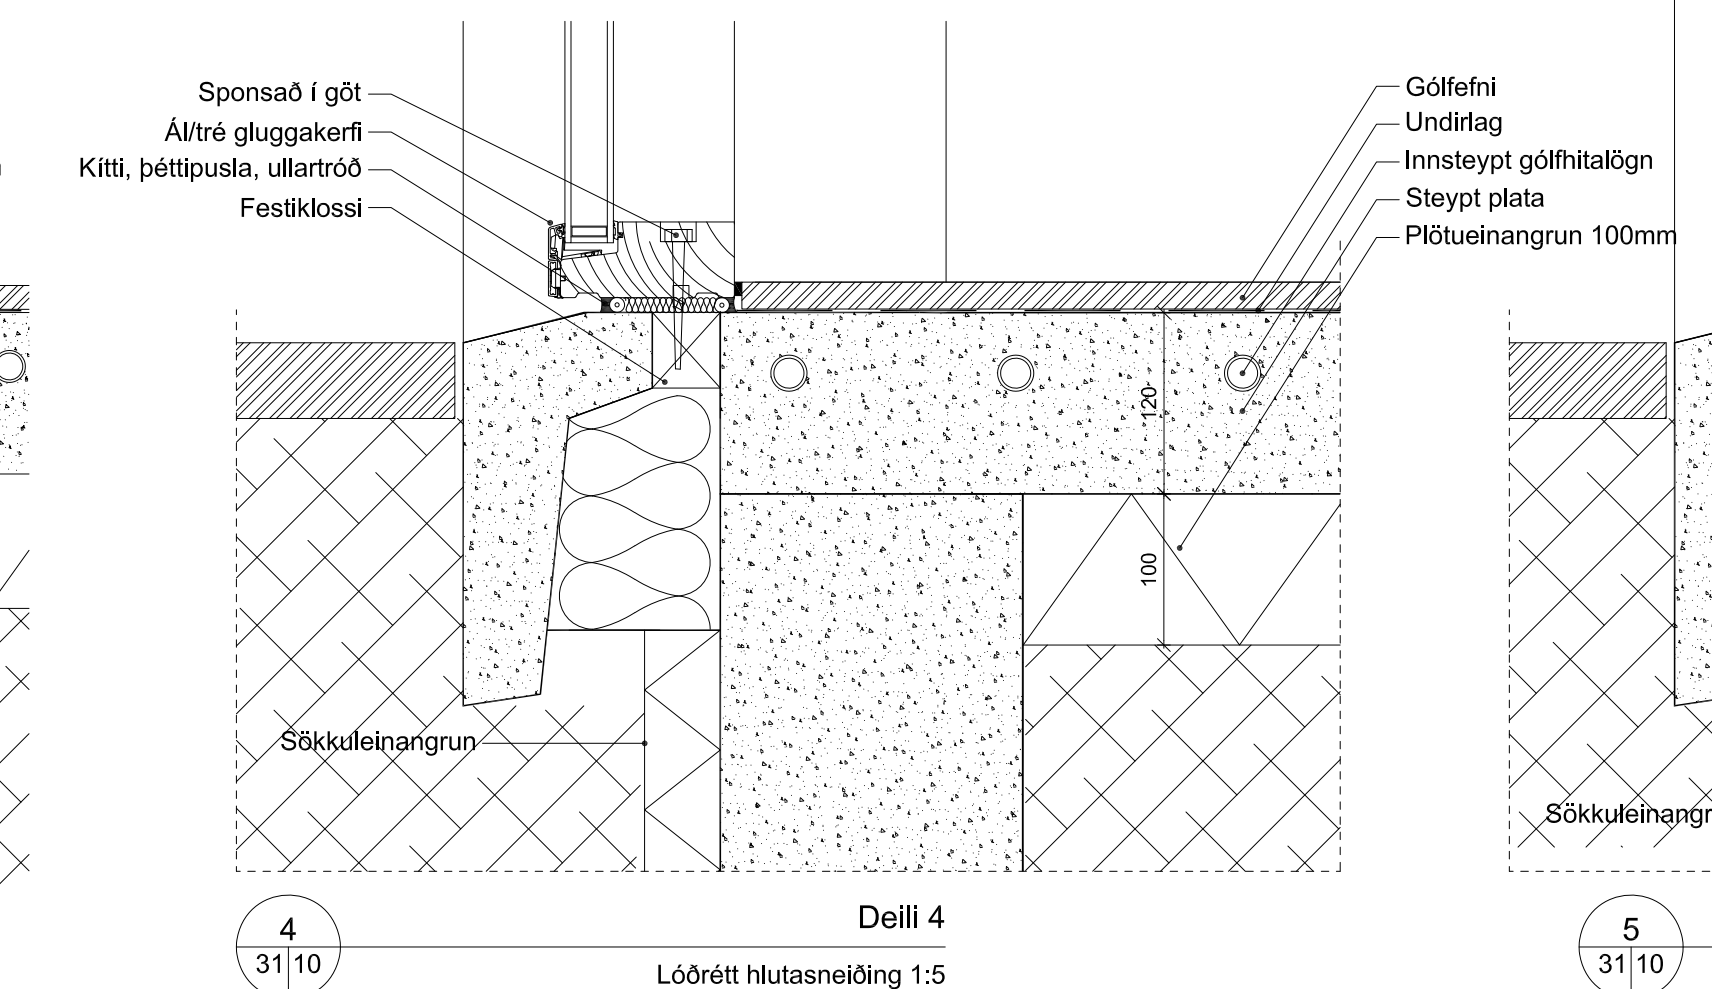 Sponsað í göt
Ál/tré gluggakerfi
Kítti, þéttipusla, ullartróð
Festiklossi
Gólfefni
Undirlag
Innsteypt gólfhitalögn
Steypt plata
Plötueinangrun 100mm
120
100
Sökkuleinangrun
Sökkuleinangr
4
31 10
Deili 4
Lóðrétt hlutasneiðing 1:5
5
31 10